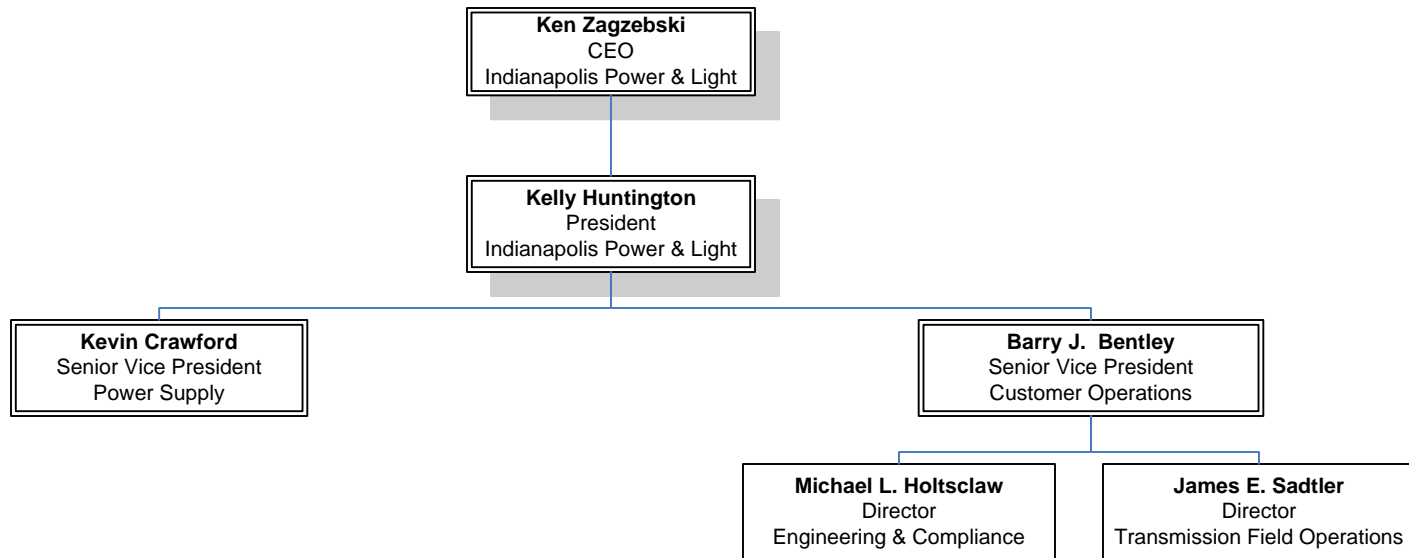 Ken Zagzebski
CEO
Indianapolis Power & Light
Kelly Huntington
President
Indianapolis Power & Light
Kevin Crawford
Senior Vice President
Power Supply
Barry J.  Bentley
Senior Vice President
Customer Operations
Michael L. Holtsclaw
Director
Engineering & Compliance
James E. Sadtler
Director
Transmission Field Operations